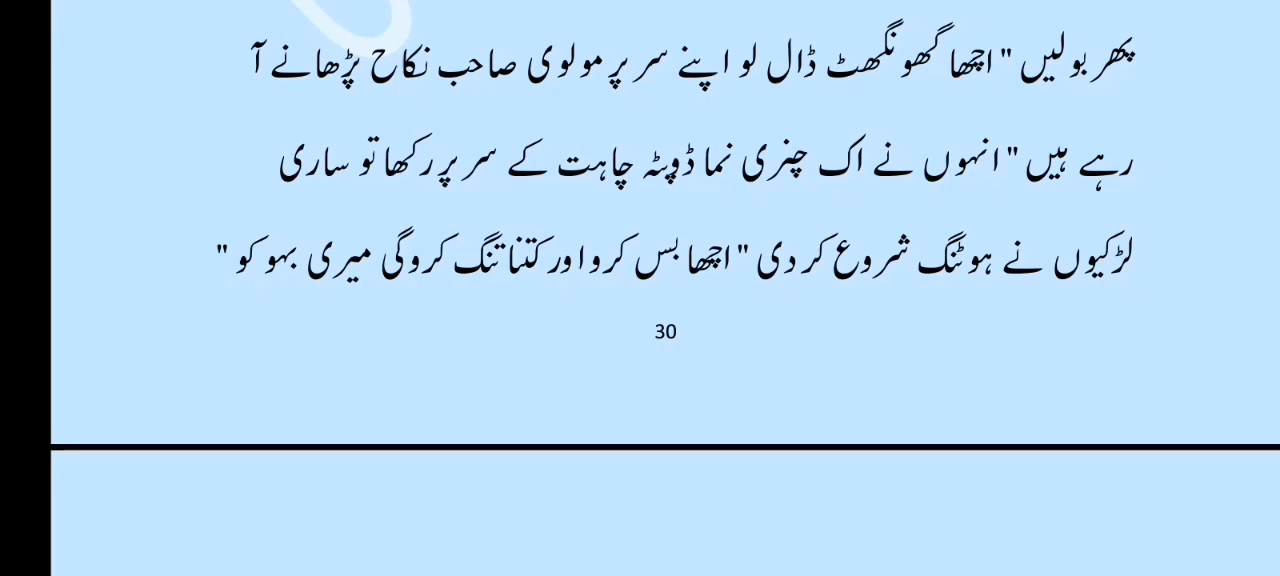 پھر بولیں "اچھا گھونگھٹ ڈال لو اپنے سر پر مولوی صاحب نکاح پڑھانے آ
رہے ہیں "انہوں نے اک چنری نما ڈوپٹہ چاہت کے سر پر رکھا تو ساری
لڑکیوں نے ہوٹنگ شروع کر دی "اچھا بس کرو اور کتنا تنگ کروگی میری بہو کو "
30